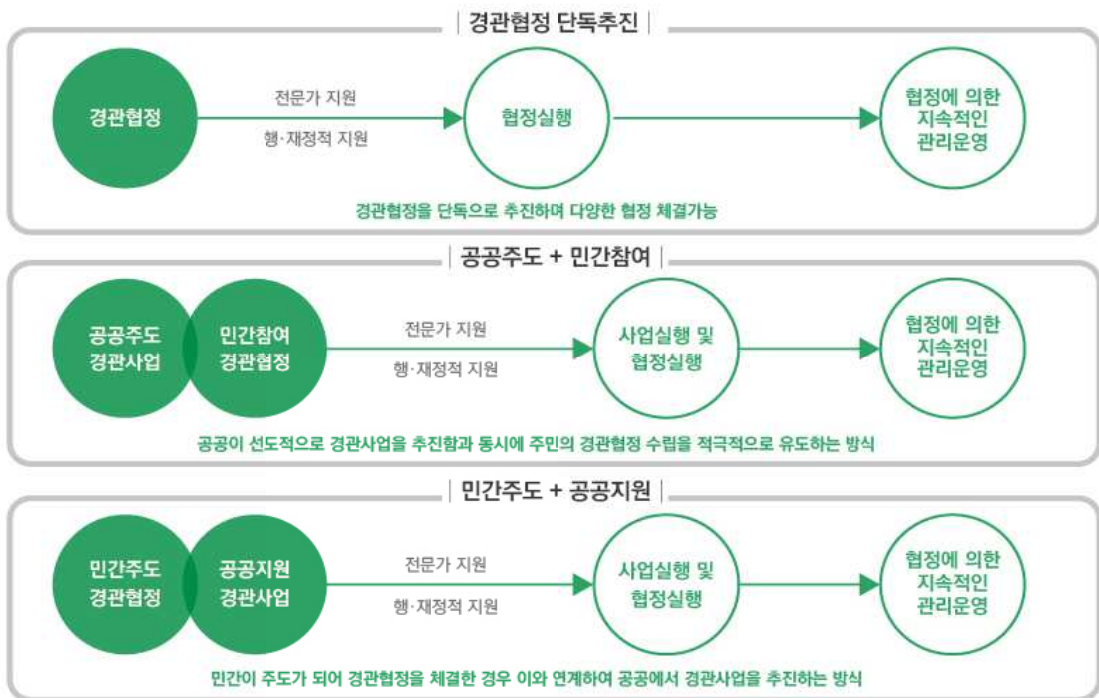 | 경관협정 단독추진 |
경관협정
전문가 지원
행·재정적 지원
협정실행
협정에 의한
지속적인
관리운영
경관협정을 단독으로 추진하며 다양한 협정 체결가능
| 공공주도 + 민간참여 |
공공주도
경관사업
민간참여
경관협정
전문가 지원
행·재정적 지원
사업실행 및
협정실행
협정에 의한
지속적인
관리운영
공공이 선도적으로 경관사업을 추진함과 동시에 주민의 경관협정 수립을 적극적으로 유도하는 방식
| 민간주도 + 공공지원 |
민간주도
경관협정
공공지원
경관사업
전문가 지원
행·재정적 지원
사업실행 및
협정실행
협정에 의한
지속적인
관리운영
민간이 주도가 되어 경관협정을 체결한 경우 이와 연계하여 공공에서 경관사업을 추진하는 방식